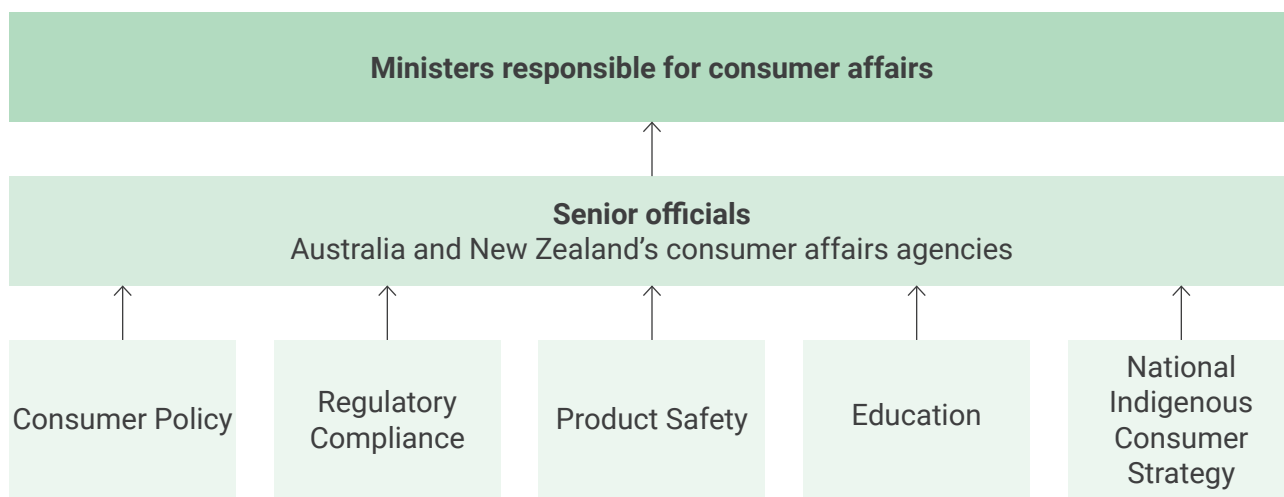 Ministers responsible for consumer affairs
Senior officials
Australia and New Zealand’s consumer affairs agencies
Consumer Policy
Regulatory
Compliance
Product Safety
Education
National
Indigenous
Consumer
Strategy